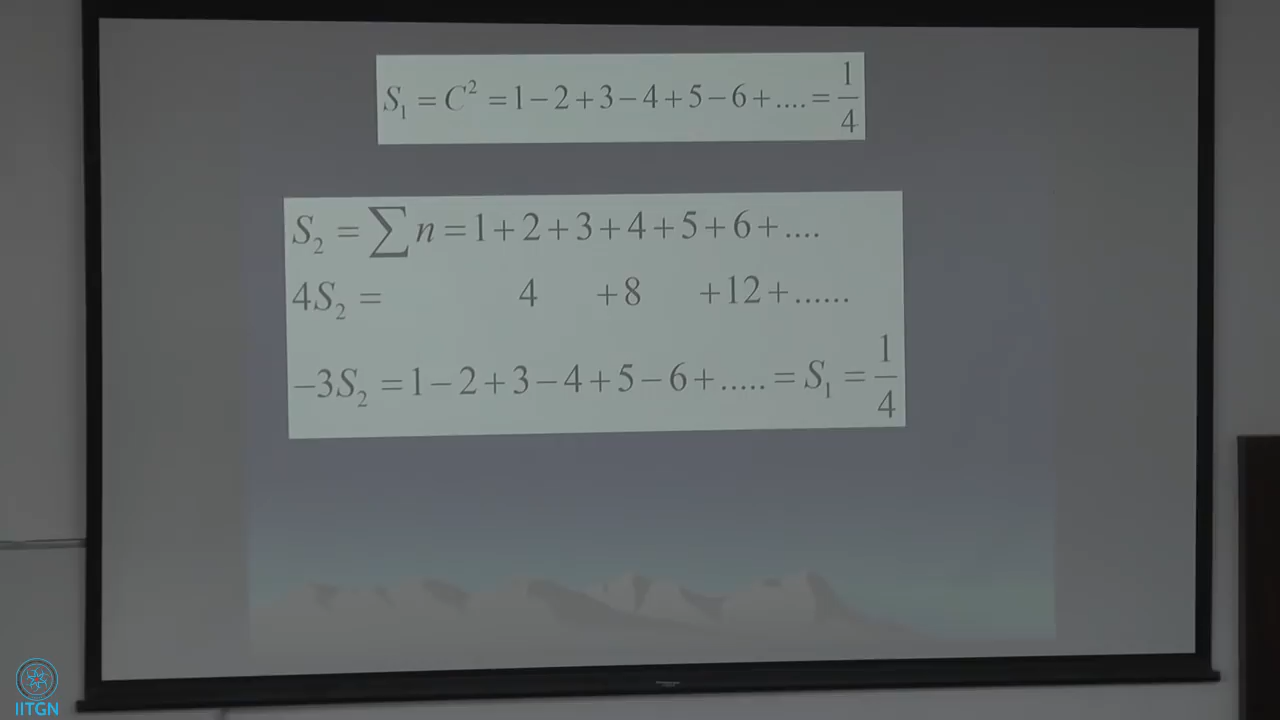 S₁ = C² = 1 − 2 + 3 − 4 + 5 − 6 + .... = 1/4
S₂ = ∑ n = 1 + 2 + 3 + 4 + 5 + 6 + ....
4S₂ = 4 + 8 + 12 + ......
−3S₂ = 1 − 2 + 3 − 4 + 5 − 6 + ..... = S₁ = 1/4
IITGN